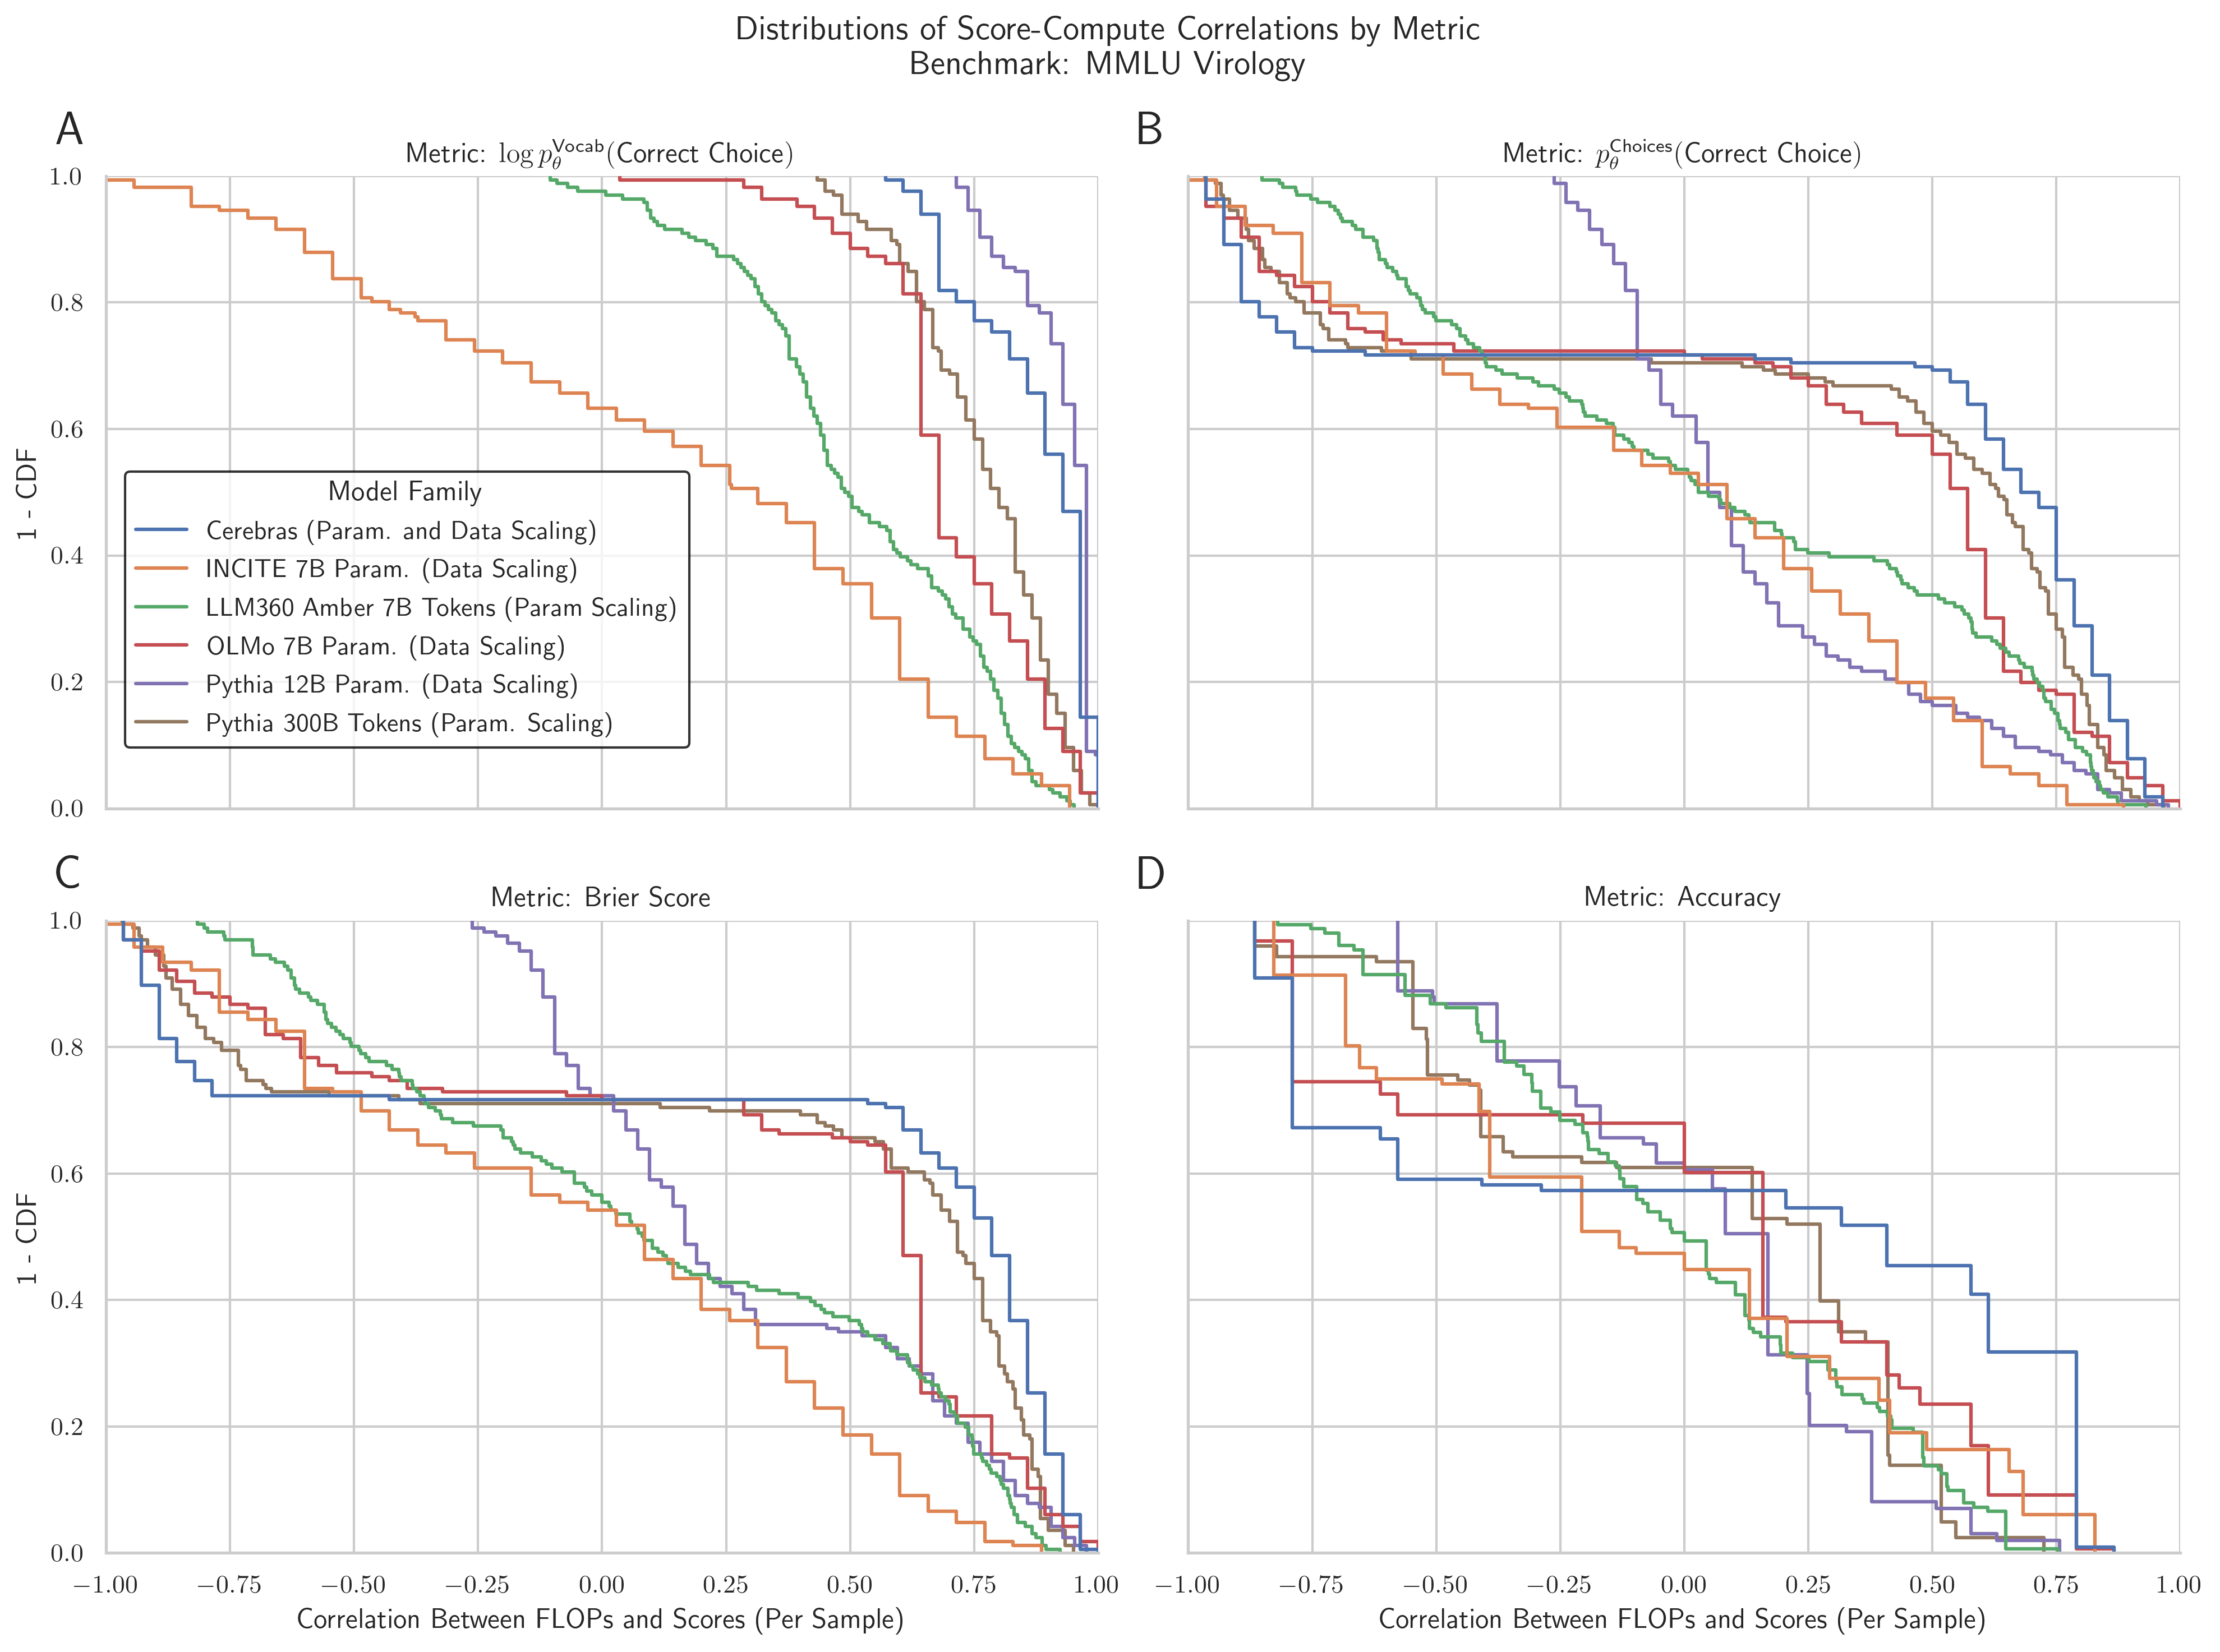 Distributions of Score-Compute Correlations by Metric
Benchmark: MMLU Virology
A
Metric: log p_θ^Vocab(Correct Choice)
1 - CDF
1.0
0.8
0.6
0.4
0.2
0.0
Model Family
Cerebras (Param. and Data Scaling)
INCITE 7B Param. (Data Scaling)
LLM360 Amber 7B Tokens (Param Scaling)
OLMo 7B Param. (Data Scaling)
Pythia 12B Param. (Data Scaling)
Pythia 300B Tokens (Param. Scaling)
B
Metric: p_θ^Choices(Correct Choice)
C
Metric: Brier Score
1 - CDF
1.0
0.8
0.6
0.4
0.2
0.0
−1.00 −0.75 −0.50 −0.25 0.00 0.25 0.50 0.75 1.00
Correlation Between FLOPs and Scores (Per Sample)
D
Metric: Accuracy
−1.00 −0.75 −0.50 −0.25 0.00 0.25 0.50 0.75 1.00
Correlation Between FLOPs and Scores (Per Sample)